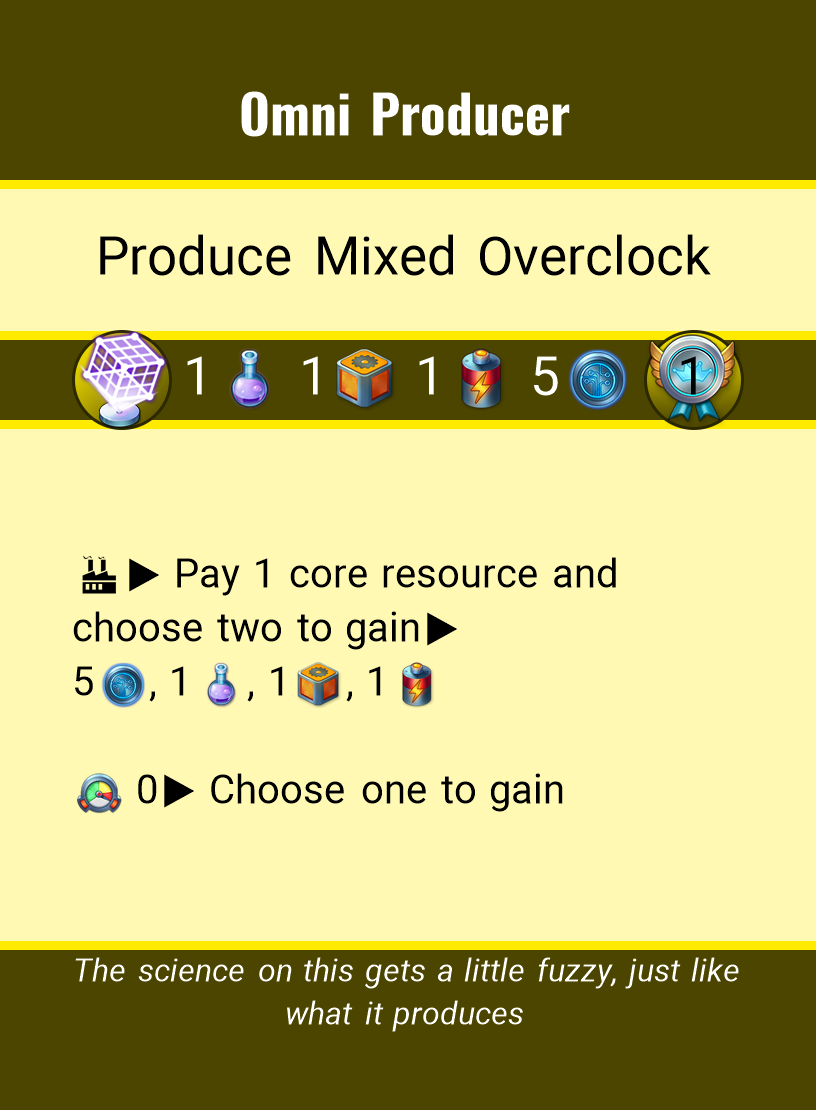 Omni Producer
Produce Mixed Overclock
1 1 1 5 1
▶ Pay 1 core resource and
choose two to gain▶
5 , 1 , 1 , 1
0▶ Choose one to gain
The science on this gets a little fuzzy, just like
what it produces